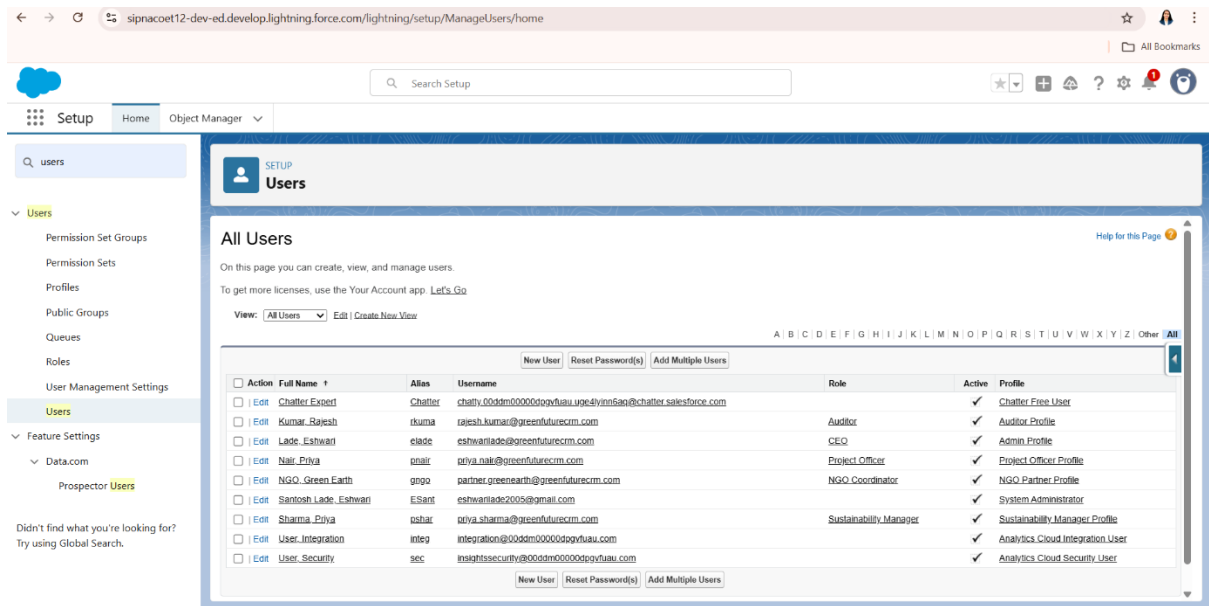 sipnacoet12-dev-ed.develop.lightning.force.com/lightning/setup/ManageUsers/home
All Bookmarks
Search Setup
1
Setup Home Object Manager
users
SETUP
Users
Users
Permission Set Groups
Permission Sets
Profiles
Public Groups
Queues
Roles
User Management Settings
Users
Feature Settings
Data.com
Prospector Users
Didn't find what you're looking for?
Try using Global Search.
All Users
Help for this Page ?
On this page you can create, view, and manage users.
To get more licenses, use the Your Account app. Let's Go
View: All Users Edit | Create New View
A | B | C | D | E | F | G | H | I | J | K | L | M | N | O | P | Q | R | S | T | U | V | W | X | Y | Z | Other All
New User Reset Password(s) Add Multiple Users
Action Full Name ↑ Alias Username Role Active Profile
| Edit Chatter Expert Chatter chatty.00ddm00000dpgvfuau.uge4lyinn6aq@chatter.salesforce.com ✓ Chatter Free User
| Edit Kumar, Rajesh rkuma rajesh.kumar@greenfuturecrm.com Auditor ✓ Auditor Profile
| Edit Lade, Eshwari elade eshwarilade@greenfuturecrm.com CEO ✓ Admin Profile
| Edit Nair, Priya pnair priya.nair@greenfuturecrm.com Project Officer ✓ Project Officer Profile
| Edit NGO, Green Earth gngo partner.greenearth@greenfuturecrm.com NGO Coordinator ✓ NGO Partner Profile
| Edit Santosh Lade, Eshwari ESant eshwarilade2005@gmail.com ✓ System Administrator
| Edit Sharma, Priya pshar priya.sharma@greenfuturecrm.com Sustainability Manager ✓ Sustainability Manager Profile
| Edit User, Integration integ integration@00ddm00000dpgvfuau.com ✓ Analytics Cloud Integration User
| Edit User, Security sec insightssecurity@00ddm00000dpgvfuau.com ✓ Analytics Cloud Security User
New User Reset Password(s) Add Multiple Users